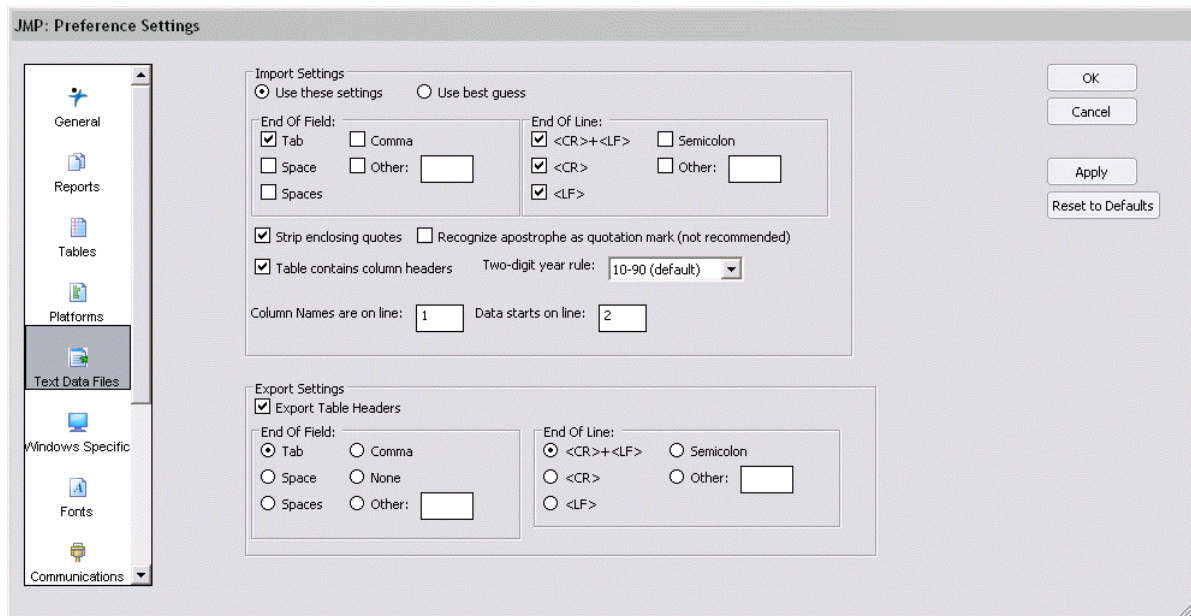 JMP: Preference Settings
General
Reports
Tables
Platforms
Text Data Files
Windows Specific
Fonts
Communications
Import Settings
Use these settings Use best guess
End Of Field:
Tab Comma
Space Other:
Spaces
End Of Line:
<CR>+<LF> Semicolon
<CR> Other:
<LF>
Strip enclosing quotes Recognize apostrophe as quotation mark (not recommended)
Table contains column headers Two-digit year rule: 10-90 (default)
Column Names are on line: 1 Data starts on line: 2
Export Settings
Export Table Headers
End Of Field:
Tab Comma
Space None
Spaces Other:
End Of Line:
<CR>+<LF> Semicolon
<CR> Other:
<LF>
OK
Cancel
Apply
Reset to Defaults